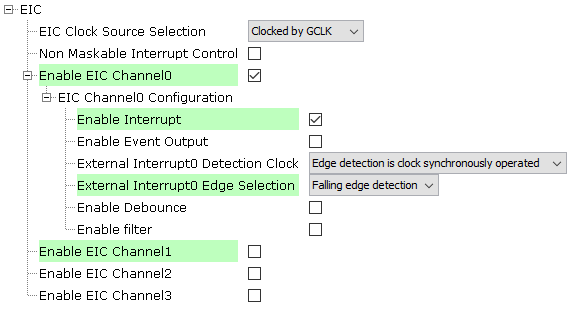 EIC
EIC Clock Source Selection Clocked by GCLK
Non Maskable Interrupt Control
Enable EIC Channel0
EIC Channel0 Configuration
Enable Interrupt
Enable Event Output
External Interrupt0 Detection Clock Edge detection is clock synchronously operated
External Interrupt0 Edge Selection Falling edge detection
Enable Debounce
Enable filter
Enable EIC Channel1
Enable EIC Channel2
Enable EIC Channel3